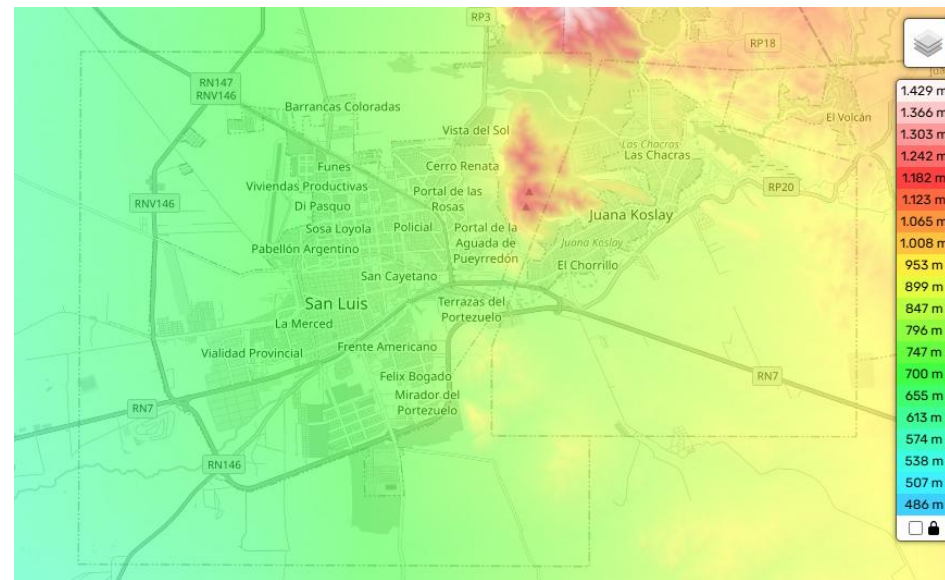 RP3
RP18
RN147
RNV146
Barrancas Coloradas
El Volcán
Vista del Sol
Las Chacras
Las Chacras
Funes
Cerro Renata
Viviendas Productivas
Portal de las
Rosas
RP20
RNV146
Di Pasquo
Juana Koslay
Sosa Loyola
Policial
Portal de la
Aguada de
Pueyrredón
Pabellón Argentino
Juana Koslay
San Cayetano
El Chorrillo
San Luis
Terrazas del
Portezuelo
La Merced
Vialidad Provincial
Frente Americano
Felix Bogado
RN7
Mirador del
Portezuelo
RN7
RN146
1.429 m
1.366 m
1.303 m
1.242 m
1.182 m
1.123 m
1.065 m
1.008 m
953 m
899 m
847 m
796 m
747 m
700 m
655 m
613 m
574 m
538 m
507 m
486 m